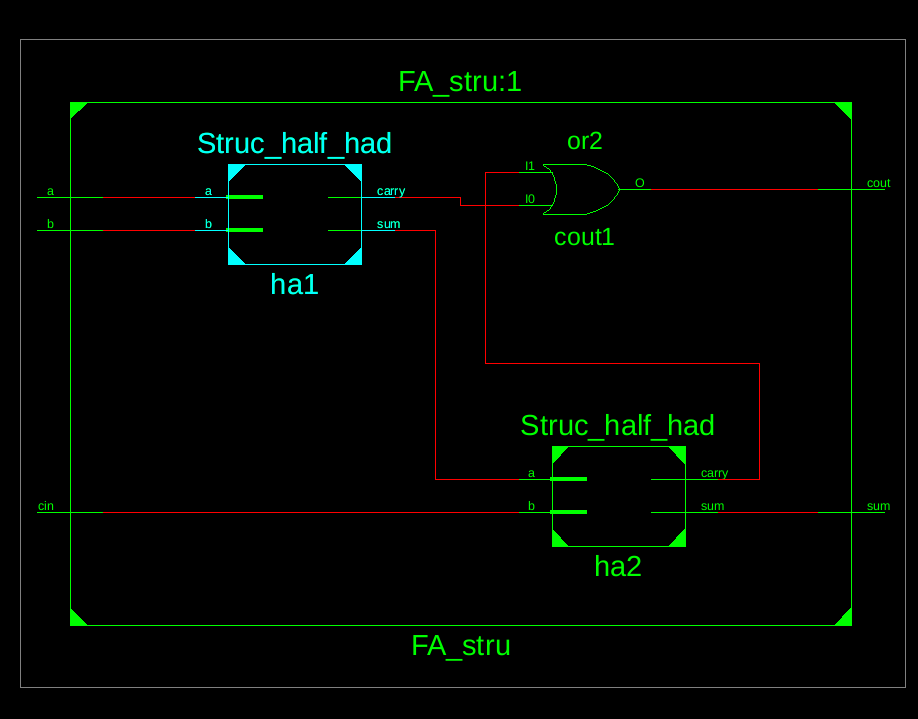 FA_stru:1
Struc_half_had
or2
a
a
carry
I1
O
cout
b
b
sum
I0
ha1
cout1
Struc_half_had
a
carry
cin
b
sum
sum
ha2
FA_stru